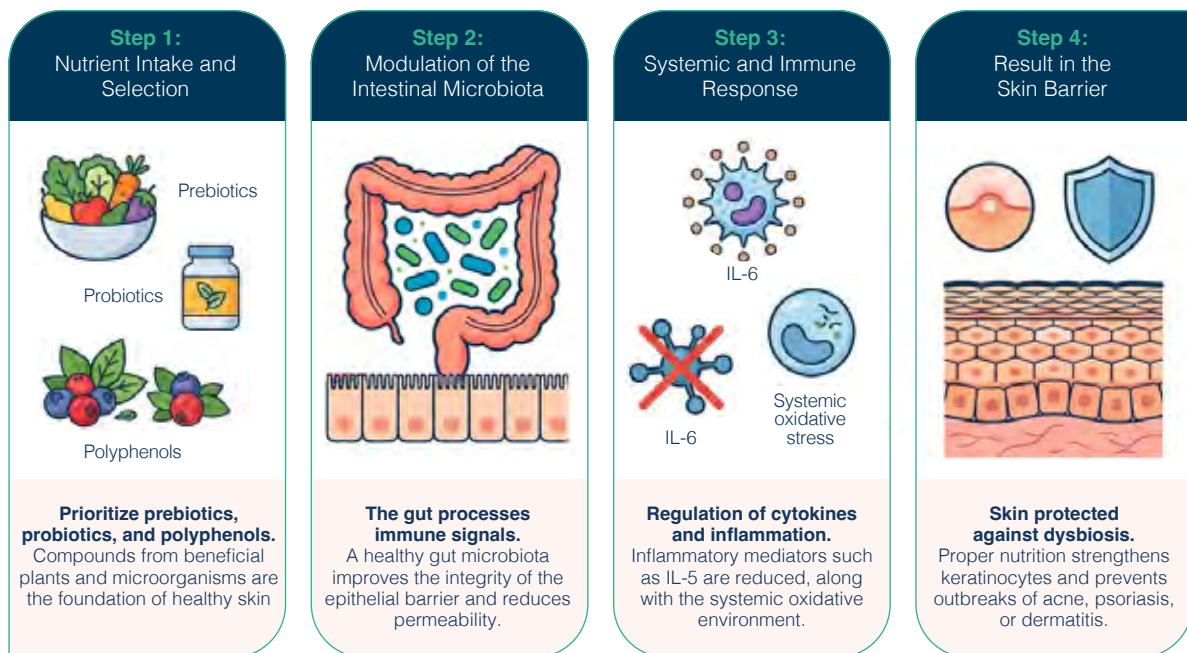 Step 1:
Nutrient Intake and
Selection
Prebiotics
Probiotics
Polyphenols
Prioritize prebiotics,
probiotics, and polyphenols.
Compounds from beneficial
plants and microorganisms are
the foundation of healthy skin
Step 2:
Modulation of the
Intestinal Microbiota
The gut processes
immune signals.
A healthy gut microbiota
improves the integrity of the
epithelial barrier and reduces
permeability.
Step 3:
Systemic and Immune
Response
IL-6
IL-6
Systemic
oxidative
stress
Regulation of cytokines
and inflammation.
Inflammatory mediators such
as IL-5 are reduced, along
with the systemic oxidative
environment.
Step 4:
Result in the
Skin Barrier
Skin protected
against dysbiosis.
Proper nutrition strengthens
keratinocytes and prevents
outbreaks of acne, psoriasis,
or dermatitis.